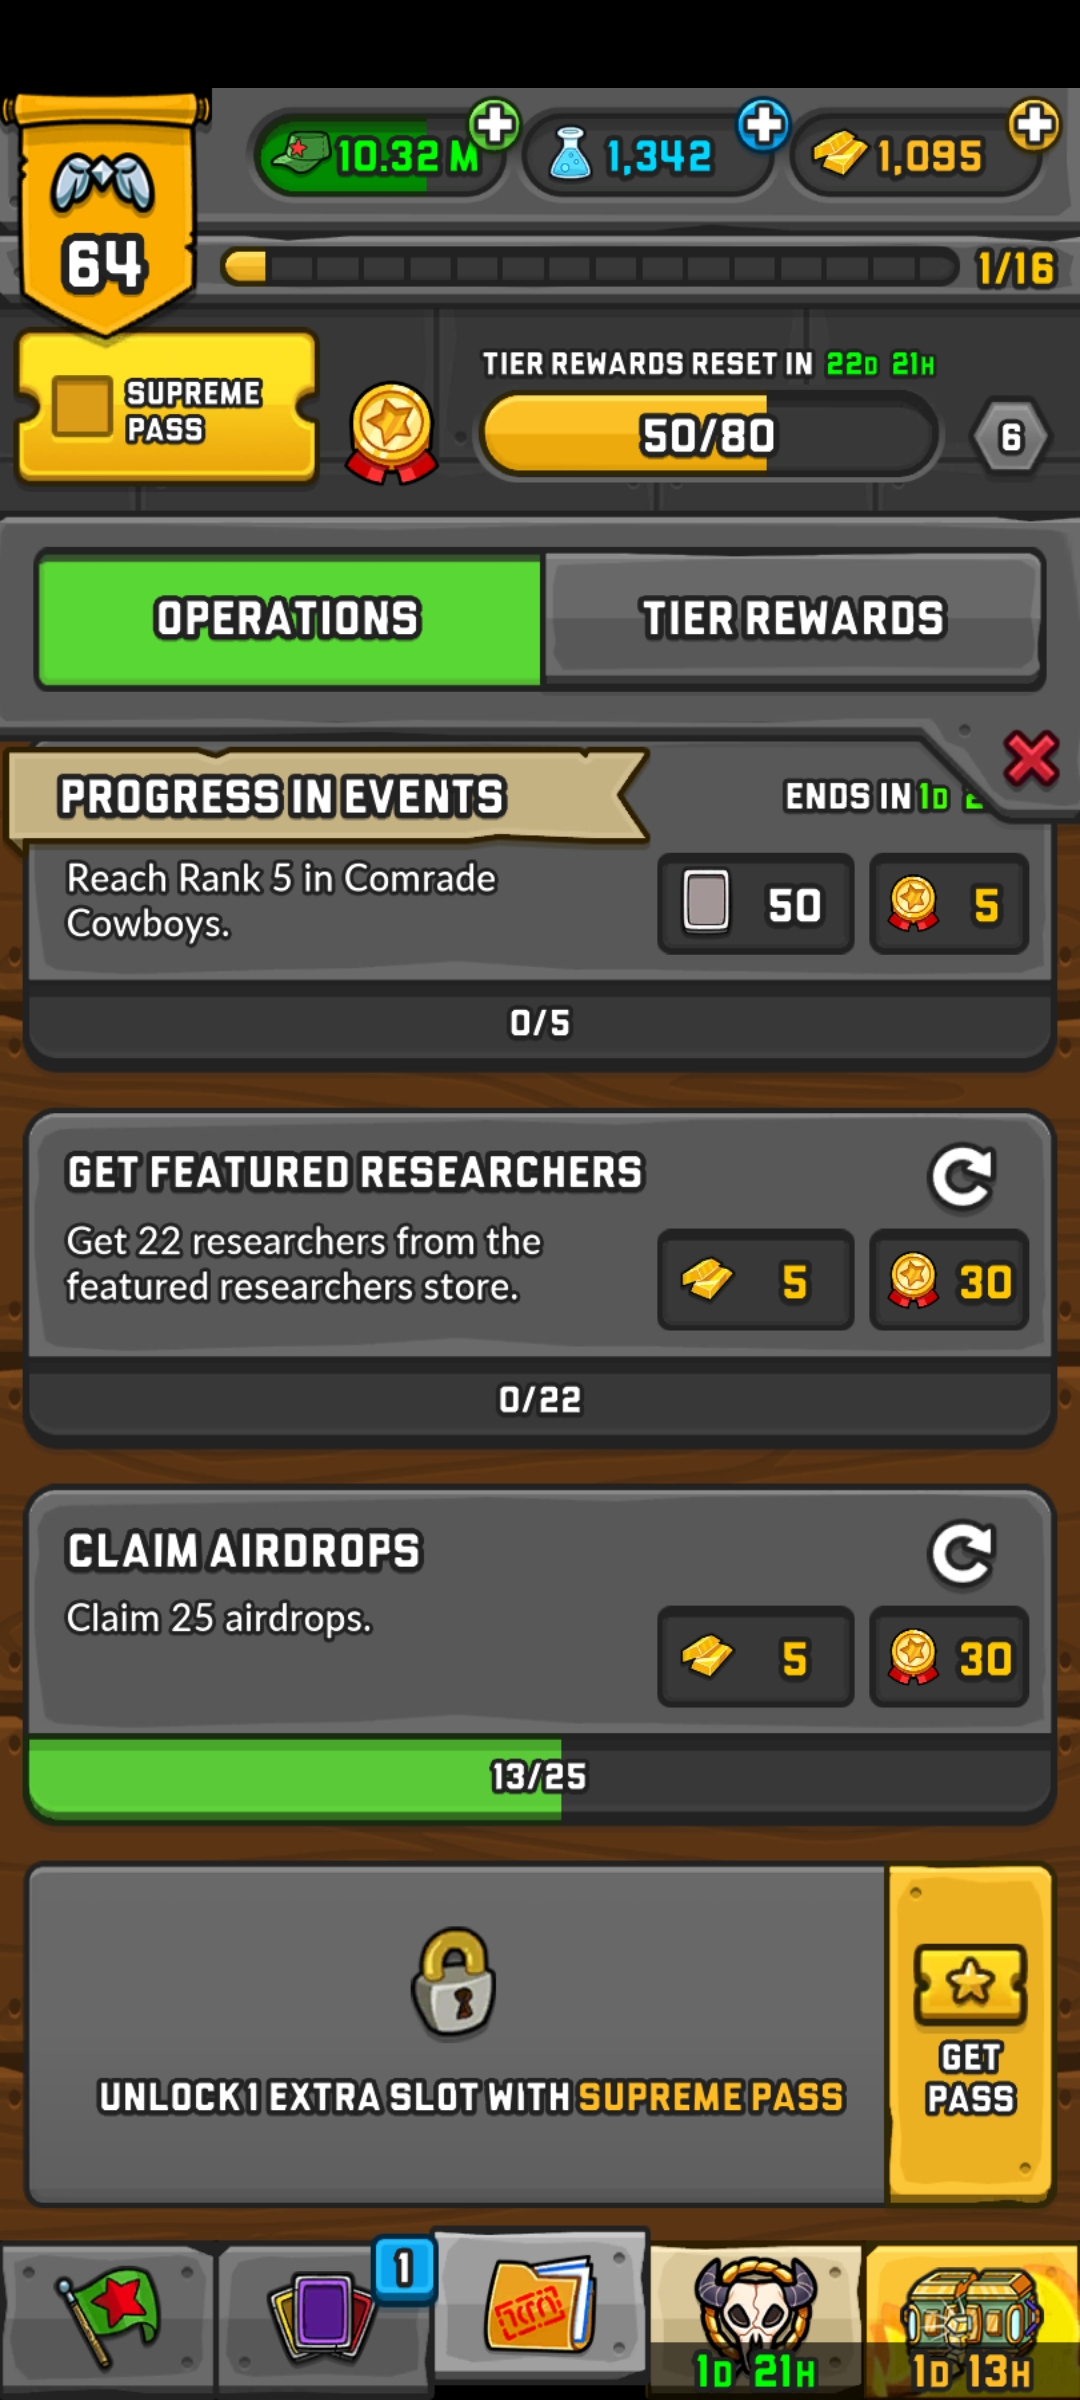 10.32 M
1,342
1,095
64
1/16
SUPREME
PASS
TIER REWARDS RESET IN 22D 21H
50/80
6
OPERATIONS
TIER REWARDS
PROGRESS IN EVENTS
ENDS IN 1D
Reach Rank 5 in Comrade
Cowboys.
50
5
0/5
GET FEATURED RESEARCHERS
Get 22 researchers from the
featured researchers store.
5
30
0/22
CLAIM AIRDROPS
Claim 25 airdrops.
5
30
13/25
UNLOCK 1 EXTRA SLOT WITH SUPREME PASS
GET
PASS
1
1D 21H
1D 13H